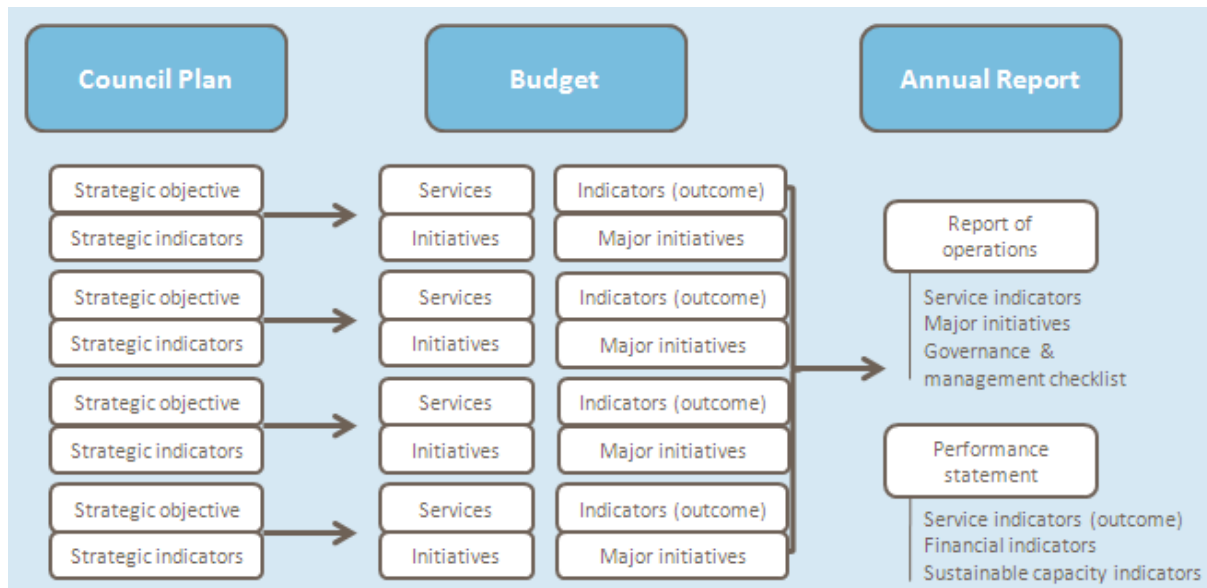 Council Plan
Budget
Annual Report
Strategic objective
Strategic indicators
Services
Initiatives
Indicators (outcome)
Major initiatives
Strategic objective
Strategic indicators
Services
Initiatives
Indicators (outcome)
Major initiatives
Strategic objective
Strategic indicators
Services
Initiatives
Indicators (outcome)
Major initiatives
Strategic objective
Strategic indicators
Services
Initiatives
Indicators (outcome)
Major initiatives
Report of
operations
Service indicators
Major initiatives
Governance &
management checklist
Performance
statement
Service indicators (outcome)
Financial indicators
Sustainable capacity indicators